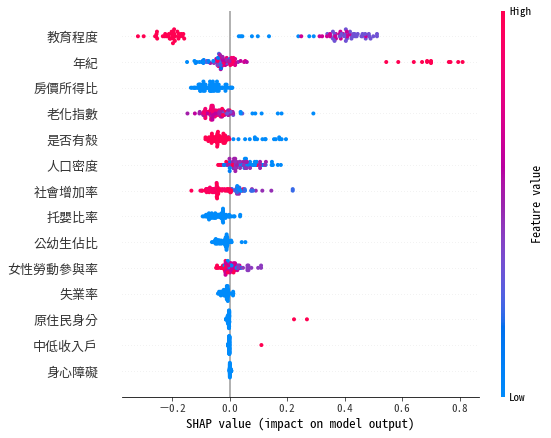 High
教育程度
年紀
房價所得比
老化指數
是否有殼
人口密度
社會增加率
托嬰比率
公幼生佔比
女性勞動參與率
失業率
原住民身分
中低收入戶
身心障礙
Feature value
Low
−0.2 0.0 0.2 0.4 0.6 0.8
SHAP value (impact on model output)